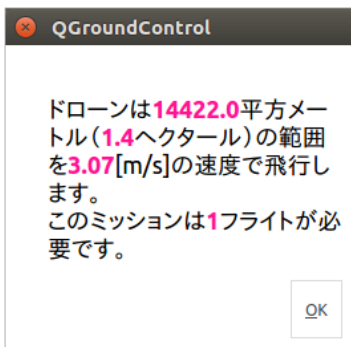 QGroundControl
ドローンは14422.0平方メー
トル(1.4ヘクタール)の範囲
を3.07[m/s]の速度で飛行し
ます。
このミッションは1フライトが必
要です。
OK